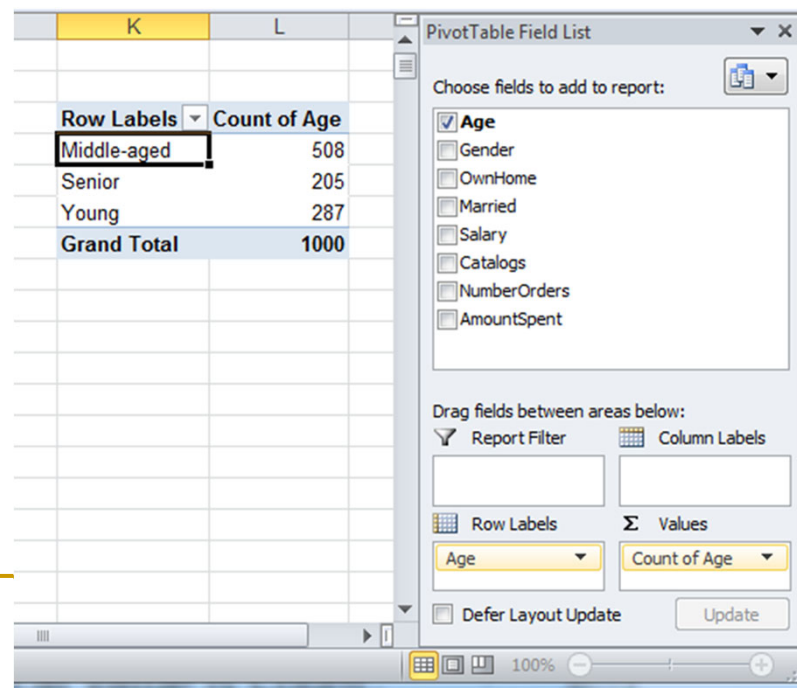 K L
Row Labels Count of Age
Middle-aged 508
Senior 205
Young 287
Grand Total 1000
PivotTable Field List
Choose fields to add to report:
Age
Gender
OwnHome
Married
Salary
Catalogs
NumberOrders
AmountSpent
Drag fields between areas below:
Report Filter Column Labels
Row Labels Σ Values
Age Count of Age
Defer Layout Update Update
100%